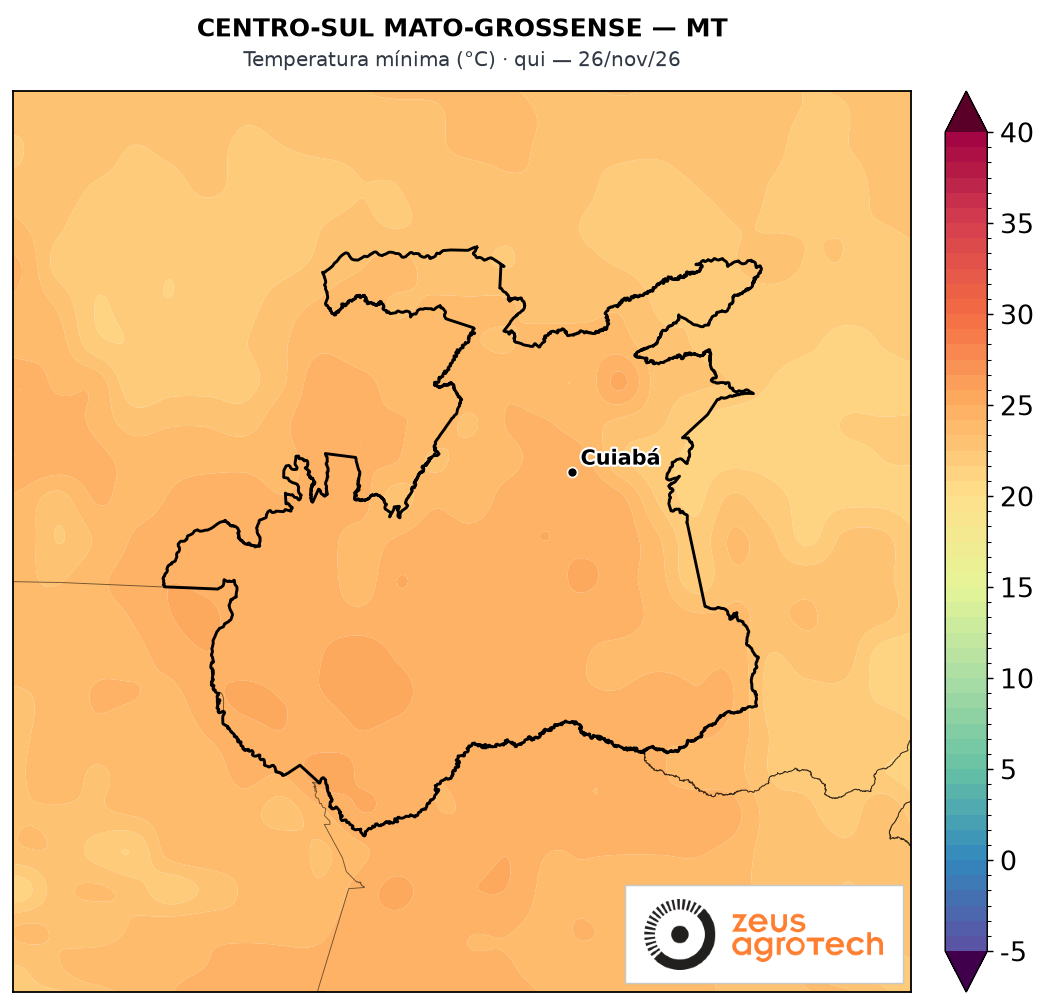 CENTRO-SUL MATO-GROSSENSE — MT
Temperatura mínima (°C) · qui — 26/nov/26
40
35
30
25
20
15
10
5
0
-5
Cuiabá
zeus
agrotech